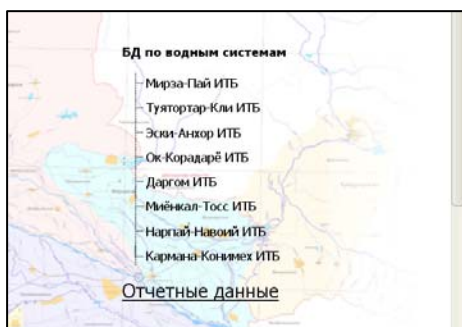 БД по водным системам
Мирза-Пай ИТБ
Туятортар-Кли ИТБ
Эски-Анхор ИТБ
Ок-Корадарё ИТБ
Даргом ИТБ
Миёнкал-Тосс ИТБ
Нарпай-Навоий ИТБ
Кармана-Конимех ИТБ
Отчетные данные